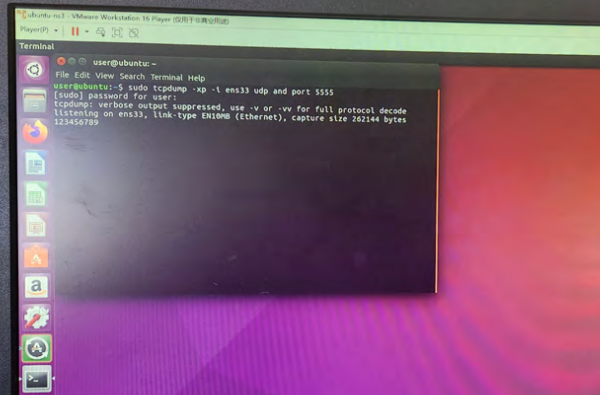 ubuntu-nc3 - VMware Workstation 16 Player (仅用于非商业用途)
Player(P)
Terminal
user@ubuntu: ~
File Edit View Search Terminal Help
user@ubuntu:~$ sudo tcpdump -xp -i ens33 udp and port 5555
[sudo] password for user:
tcpdump: verbose output suppressed, use -v or -vv for full protocol decode
listening on ens33, link-type EN10MB (Ethernet), capture size 262144 bytes
123456789